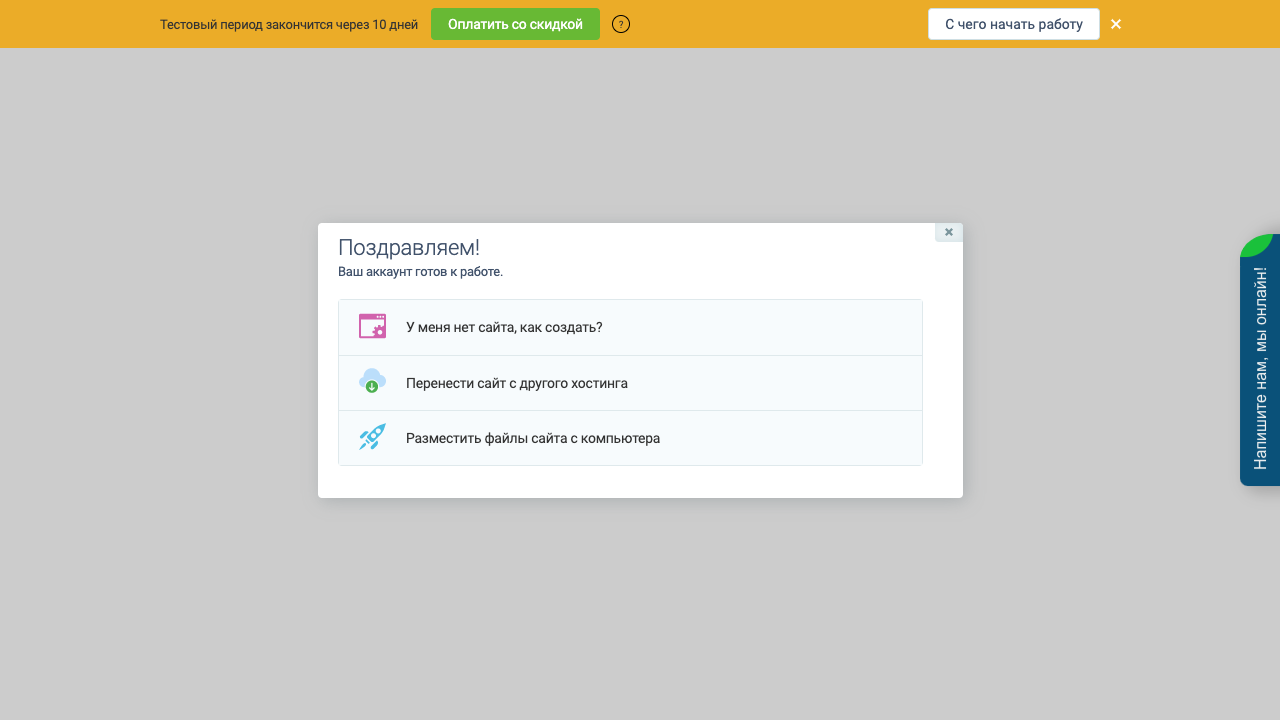 Тестовый период закончится через 10 дней
Оплатить со скидкой
?
С чего начать работу
Поздравляем!
Ваш аккаунт готов к работе.
У меня нет сайта, как создать?
Перенести сайт с другого хостинга
Разместить файлы сайта с компьютера
Напишите нам, мы онлайн!